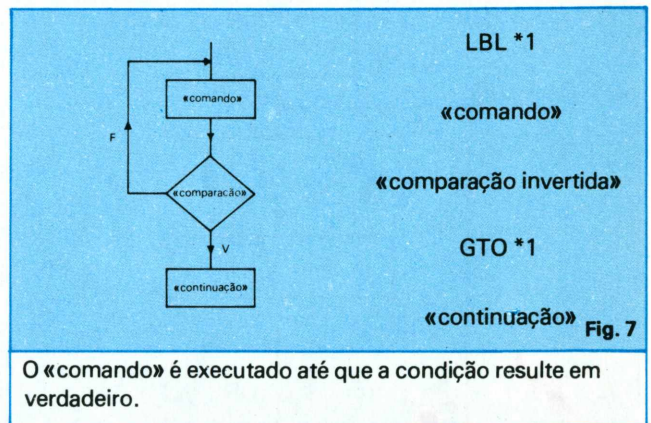 «comando»
F
«comparação»
V
«continuação»
LBL *1
«comando»
«comparação invertida»
GTO *1
«continuação»
Fig. 7
O «comando» é executado até que a condição resulte em
verdadeiro.